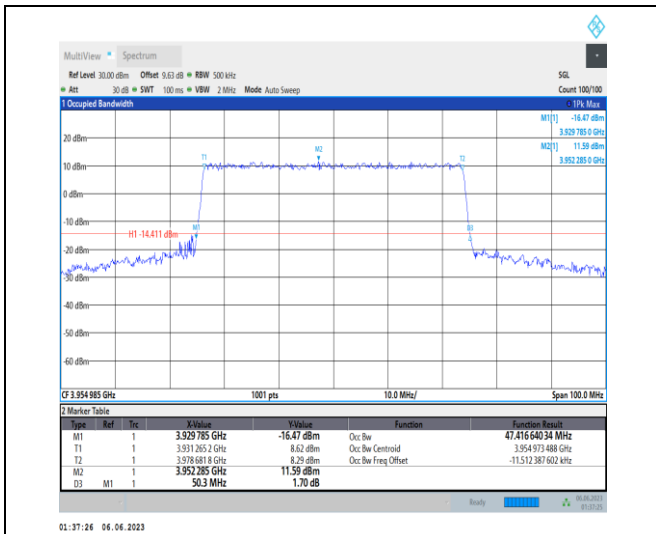 MultiView Spectrum
Ref Level 30.00 dBm Offset 9.63 dB RBW 500 kHz SGL
Att 30 dB SWT 100 ms VBW 2 MHz Mode Auto Sweep Count 100/100
1 Occupied Bandwidth 1Pk Max
M1[1] -16.47 dBm
3.929 785 0 GHz
M2[1] 11.59 dBm
3.952 285 0 GHz
20 dBm
M2
T1 T2
10 dBm
0 dBm
-10 dBm
M1 D3
H1 -14.411 dBm
-20 dBm
-30 dBm
-40 dBm
-50 dBm
-60 dBm
CF 3.954 985 GHz 1001 pts 10.0 MHz/ Span 100.0 MHz
2 Marker Table
Type Ref Trc X-Value Y-Value Function Function Result
M1 1 3.929 785 GHz -16.47 dBm Occ Bw 47.416 640 34 MHz
T1 1 3.931 265 2 GHz 8.62 dBm Occ Bw Centroid 3.954 973 488 GHz
T2 1 3.978 681 8 GHz 8.29 dBm Occ Bw Freq Offset -11.512 387 602 kHz
M2 1 3.952 285 GHz 11.59 dBm
D3 M1 1 50.3 MHz 1.70 dB
Ready 06.06.2023
01:37:25
01:37:26 06.06.2023